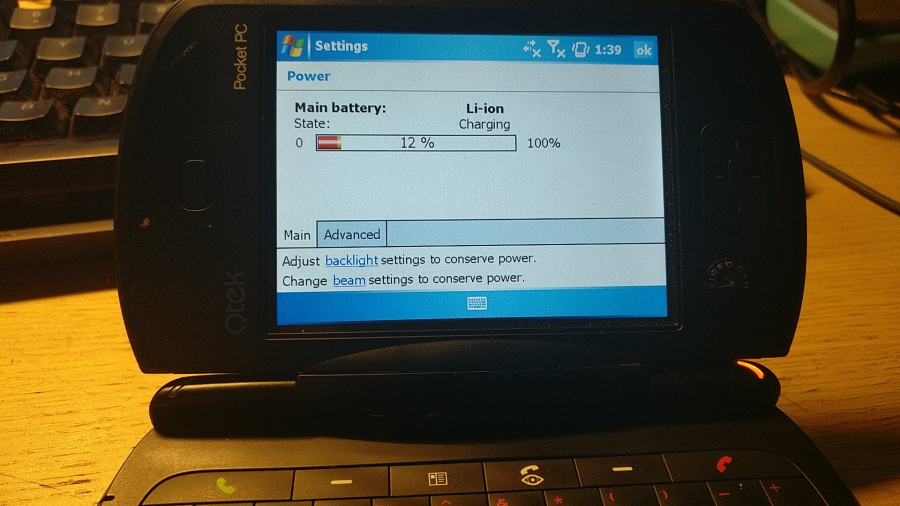 Pocket PC
Settings
1:39
ok
Power
Main battery:
Li-ion
State:
Charging
0
12 %
100%
Main
Advanced
Adjust backlight settings to conserve power.
Change beam settings to conserve power.
Qtek
& * ( ) - +